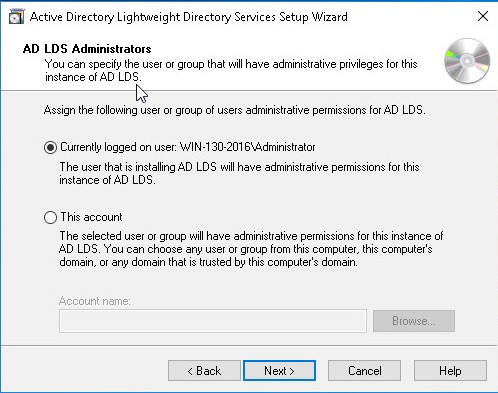 Active Directory Lightweight Directory Services Setup Wizard
AD LDS Administrators
You can specify the user or group that will have administrative privileges for this
instance of AD LDS.
Assign the following user or group of users administrative permissions for AD LDS.
Currently logged on user: WIN-130-2016\Administrator
The user that is installing AD LDS will have administrative permissions for this
instance of AD LDS.
This account
The selected user or group will have administrative permissions for this instance of
AD LDS. You can choose any user or group from this computer, this computer's
domain, or any domain that is trusted by this computer's domain.
Account name:
Browse...
< Back
Next >
Cancel
Help